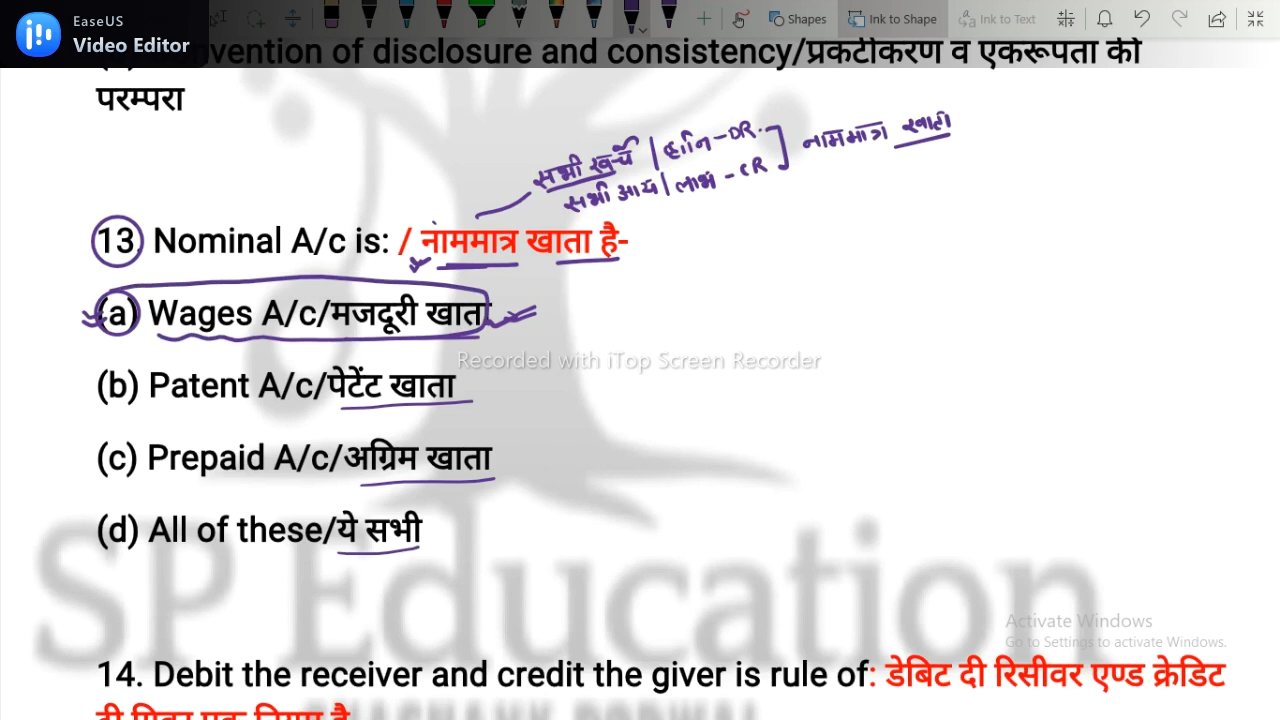 EaseUS
Video Editor
Shapes
Ink to Shape
Ink to Text
nvention of disclosure and consistency/प्रकटीकरण व एकरूपता की
परम्परा
सभी खर्चे | हानि - DR.
सभी आय | लाभ - CR
नाममात्र खाता
13. Nominal A/c is: / नाममात्र खाता है-
(a) Wages A/c/मजदूरी खात
Recorded with iTop Screen Recorder
(b) Patent A/c/पेटेंट खाता
(c) Prepaid A/c/अग्रिम खाता
(d) All of these/ये सभी
SP Education
Activate Windows
Go to Settings to activate Windows.
14. Debit the receiver and credit the giver is rule of: डेबिट दी रिसीवर एण्ड क्रेडिट